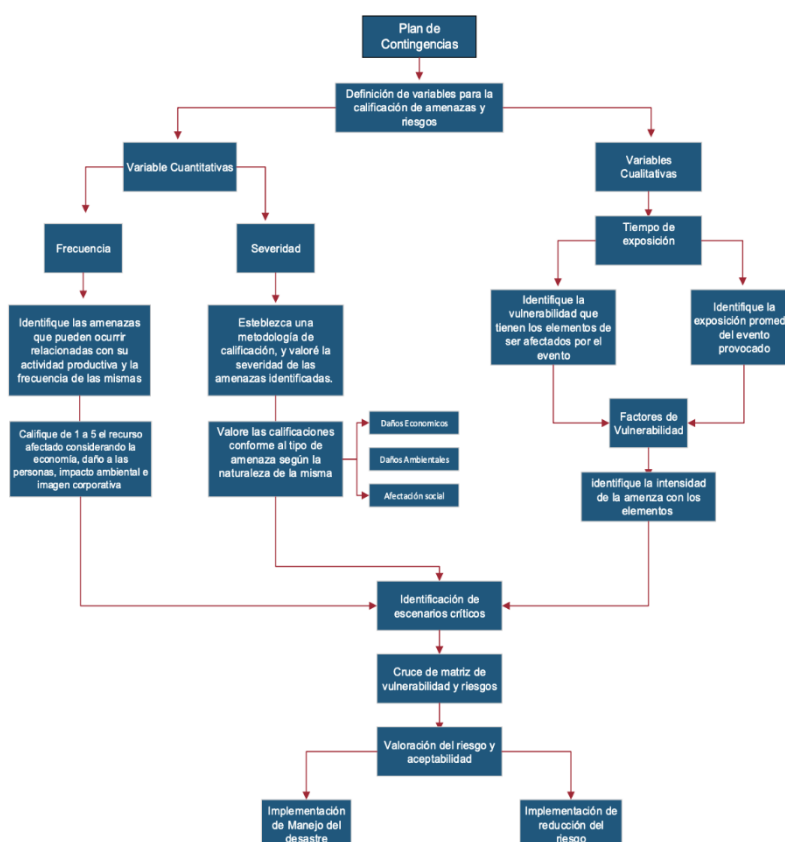 Plan de
Contingencias
Definición de variables para la
calificación de amenazas y
riesgos
Variable Cuantitativas
Variables
Cualitativas
Frecuencia
Severidad
Tiempo de
exposición
Identifique las amenazas
que pueden ocurrir
relacionadas con su
actividad productiva y la
frecuencia de las mismas
Esteblezca una
metodología de
calificación, y valoré la
severidad de las
amenazas identificadas.
Identifique la
vulnerabilidad que
tienen los elementos de
ser afectados por el
evento
Identifique la
exposición promed
del evento
provocado
Califique de 1 a 5 el recurso
afectado considerando la
economía, daño a las
personas, impacto ambiental e
imagen corporativa
Valore las calificaciones
conforme al tipo de
amenaza según la
naturaleza de la misma
Daños Economicos
Daños Ambientales
Afectación social
Factores de
Vulnerabilidad
identifique la intensidad
de la amenza con los
elementos
Identificación de
escenarios críticos
Cruce de matriz de
vulnerabilidad y riesgos
Valoración del riesgo y
aceptabilidad
Implementación
de Manejo del
desastre
Implementación de
reducción del
riesgo